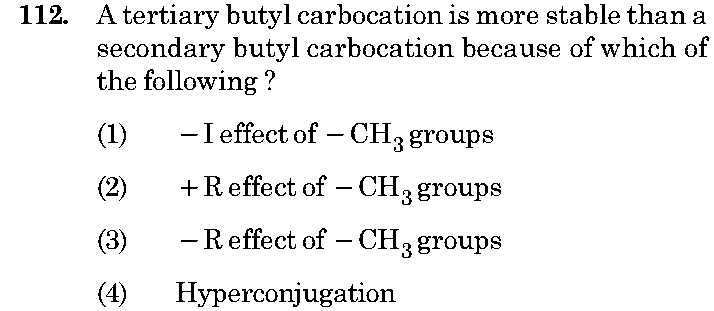 112. A tertiary butyl carbocation is more stable than a
secondary butyl carbocation because of which of
the following ?
(1) – I effect of – CH₃ groups
(2) + R effect of – CH₃ groups
(3) – R effect of – CH₃ groups
(4) Hyperconjugation